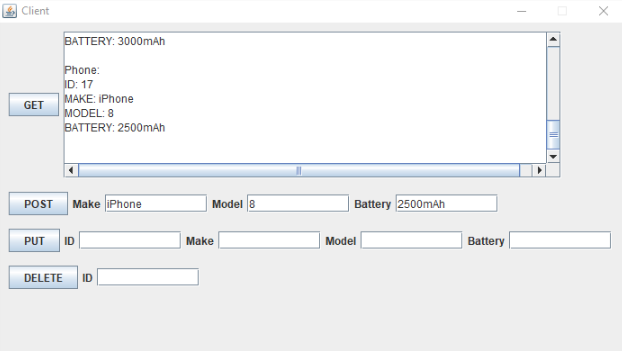 Client
BATTERY: 3000mAh
Phone:
ID: 17
MAKE: iPhone
MODEL: 8
BATTERY: 2500mAh
GET
POST Make iPhone Model 8 Battery 2500mAh
PUT ID Make Model Battery
DELETE ID